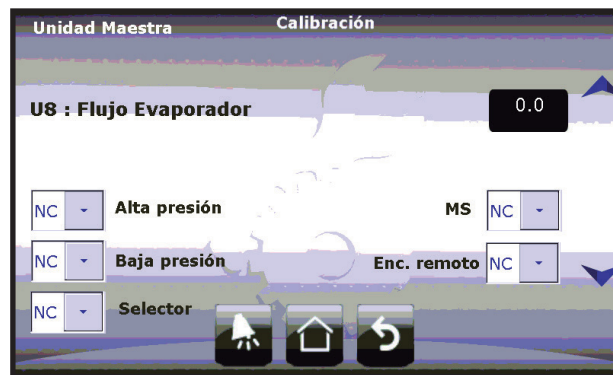 Unidad Maestra
Calibración
U8 : Flujo Evaporador
0.0
NC
Alta presión
MS
NC
NC
Baja presión
Enc. remoto
NC
NC
Selector